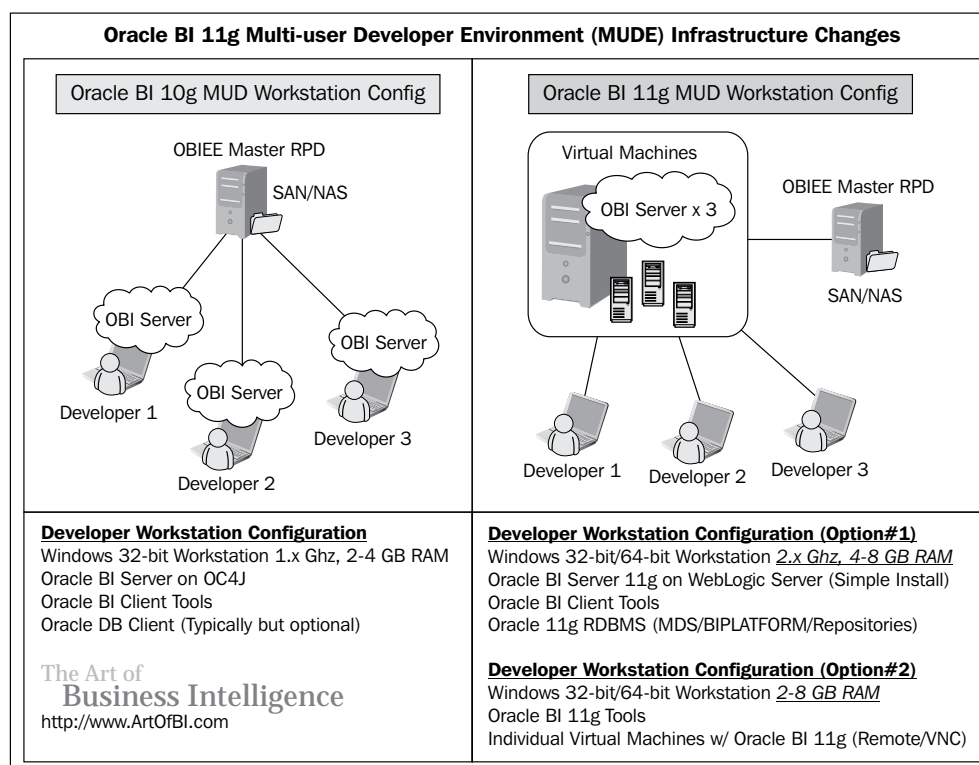 Oracle BI 11g Multi-user Developer Environment (MUDE) Infrastructure Changes
Oracle BI 10g MUD Workstation Config
OBIEE Master RPD
SAN/NAS
OBI Server
Developer 1
OBI Server
Developer 2
OBI Server
Developer 3
Developer Workstation Configuration
Windows 32-bit Workstation 1.x Ghz, 2-4 GB RAM
Oracle BI Server on OC4J
Oracle BI Client Tools
Oracle DB Client (Typically but optional)
The Art of
Business Intelligence
http://www.ArtOfBI.com
Oracle BI 11g MUD Workstation Config
Virtual Machines
OBI Server x 3
OBIEE Master RPD
SAN/NAS
Developer 1
Developer 2
Developer 3
Developer Workstation Configuration (Option#1)
Windows 32-bit/64-bit Workstation 2.x Ghz, 4-8 GB RAM
Oracle BI Server 11g on WebLogic Server (Simple Install)
Oracle BI Client Tools
Oracle 11g RDBMS (MDS/BIPLATFORM/Repositories)
Developer Workstation Configuration (Option#2)
Windows 32-bit/64-bit Workstation 2-8 GB RAM
Oracle BI 11g Tools
Individual Virtual Machines w/ Oracle BI 11g (Remote/VNC)